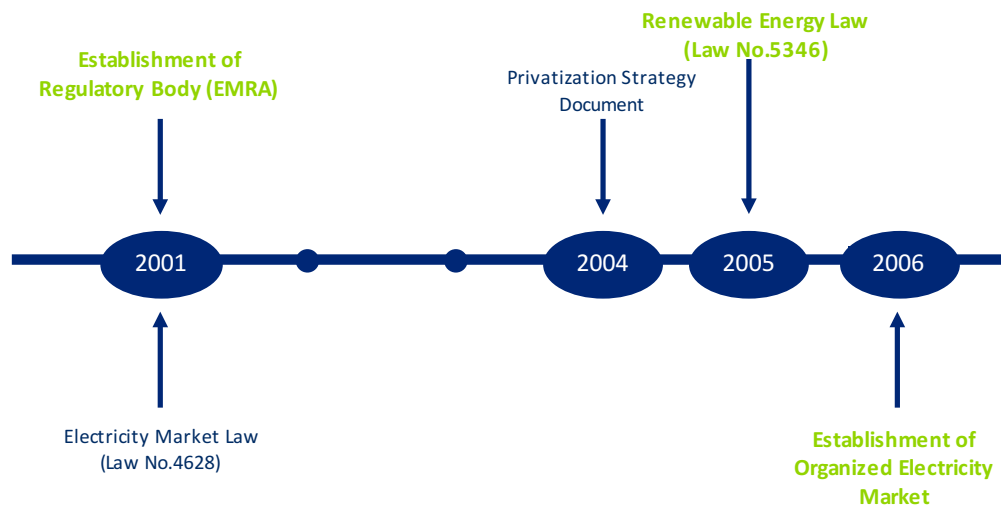 Renewable Energy Law
(Law No.5346)
Establishment of
Regulatory Body (EMRA)
Privatization Strategy
Document
2001
2004
2005
2006
Electricity Market Law
(Law No.4628)
Establishment of
Organized Electricity
Market